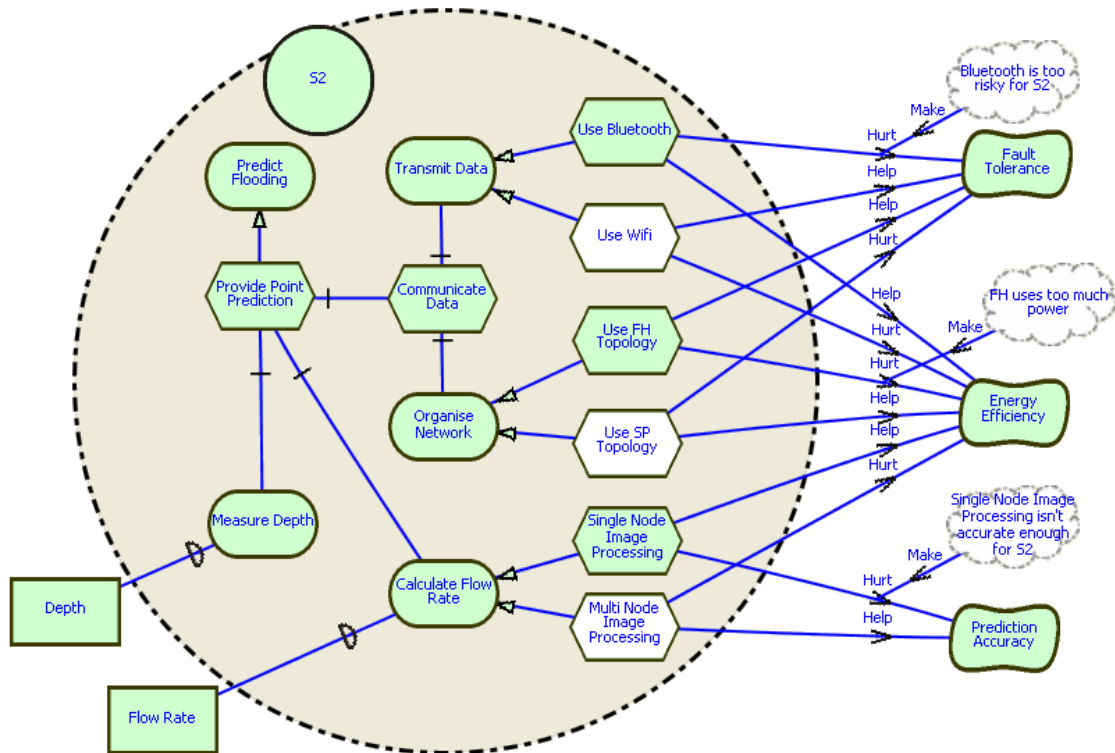 S2
Bluetooth is too
risky for S2
Make
Use Bluetooth
Hurt
Predict
Flooding
Transmit Data
Fault
Tolerance
Help
Help
Use Wifi
Hurt
Provide Point
Prediction
Communicate
Data
FH uses too much
power
Help
Make
Use FH
Topology
Hurt
Hurt
Help
Energy
Efficiency
Organise
Network
Use SP
Topology
Help
Hurt
Measure Depth
Single Node Image
Processing isn't
accurate enough
for S2
Single Node
Image
Processing
Make
Calculate Flow
Rate
Hurt
Depth
Multi Node
Image
Processing
Help
Prediction
Accuracy
Flow Rate